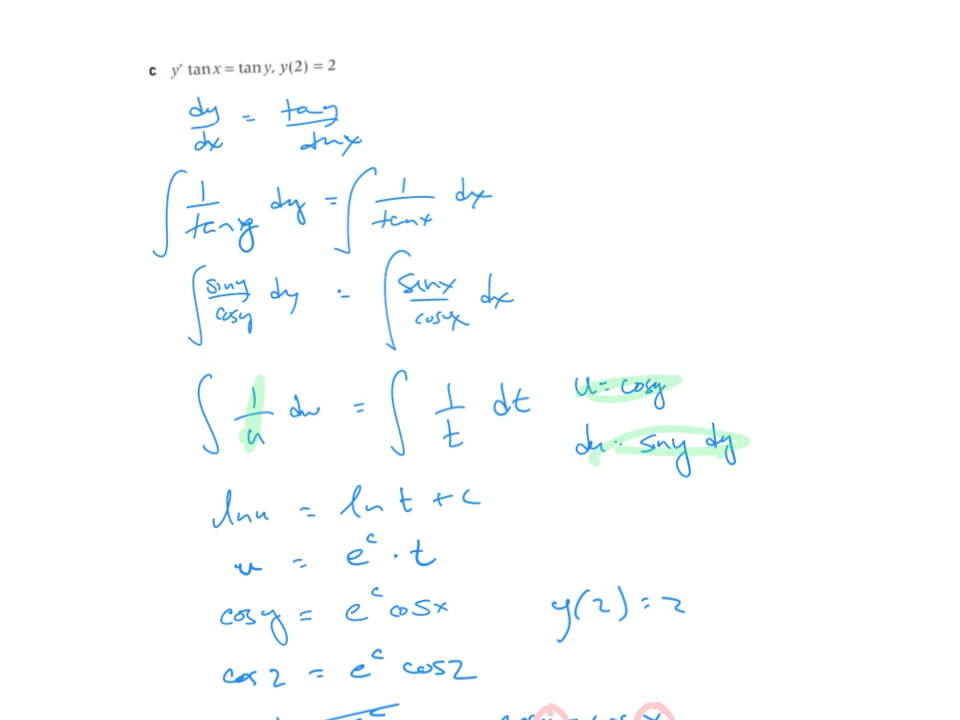 c y′ tan x = tan y, y(2) = 2
dy/dx = tan y / tan x
∫ 1/tan y dy = ∫ 1/tan x dx
∫ sin y/cos y dy = ∫ sin x/cos x dx
∫ 1/u du = ∫ 1/t dt u = cos y
du = sin y dy
ln u = ln t + c
u = e^c · t
cos y = e^c cos x y(2) = 2
cos 2 = e^c cos 2